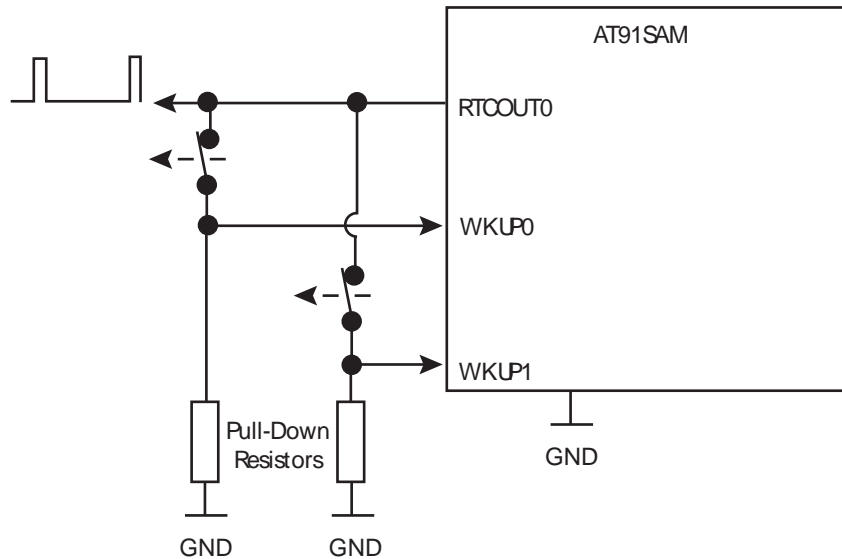 AT91SAM
RTCOUT0
WKUP0
WKUP1
Pull-Down
Resistors
GND
GND
GND